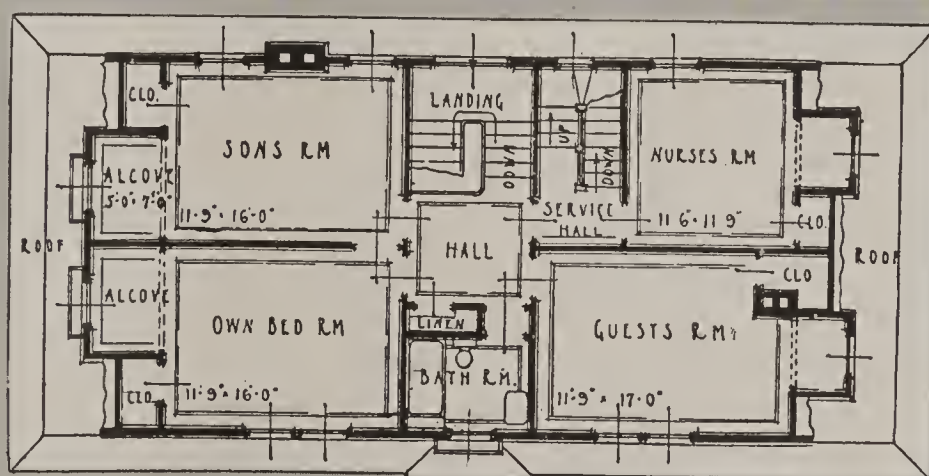 CLO.
LANDING
UP
DOWN
DOWN
SONS RM
NURSES RM
ALCOVE
5'-0" 7'-0"
11'-9" × 16'-0"
SERVICE
HALL
11'6" × 11'9"
CLO.
ROOF
HALL
ROOF
ALCOVE
CLO
OWN BED RM
LINEN
GUESTS RM
BATH RM.
CLO.
11'-9" × 16'-0"
11'-9" × 17'-0"